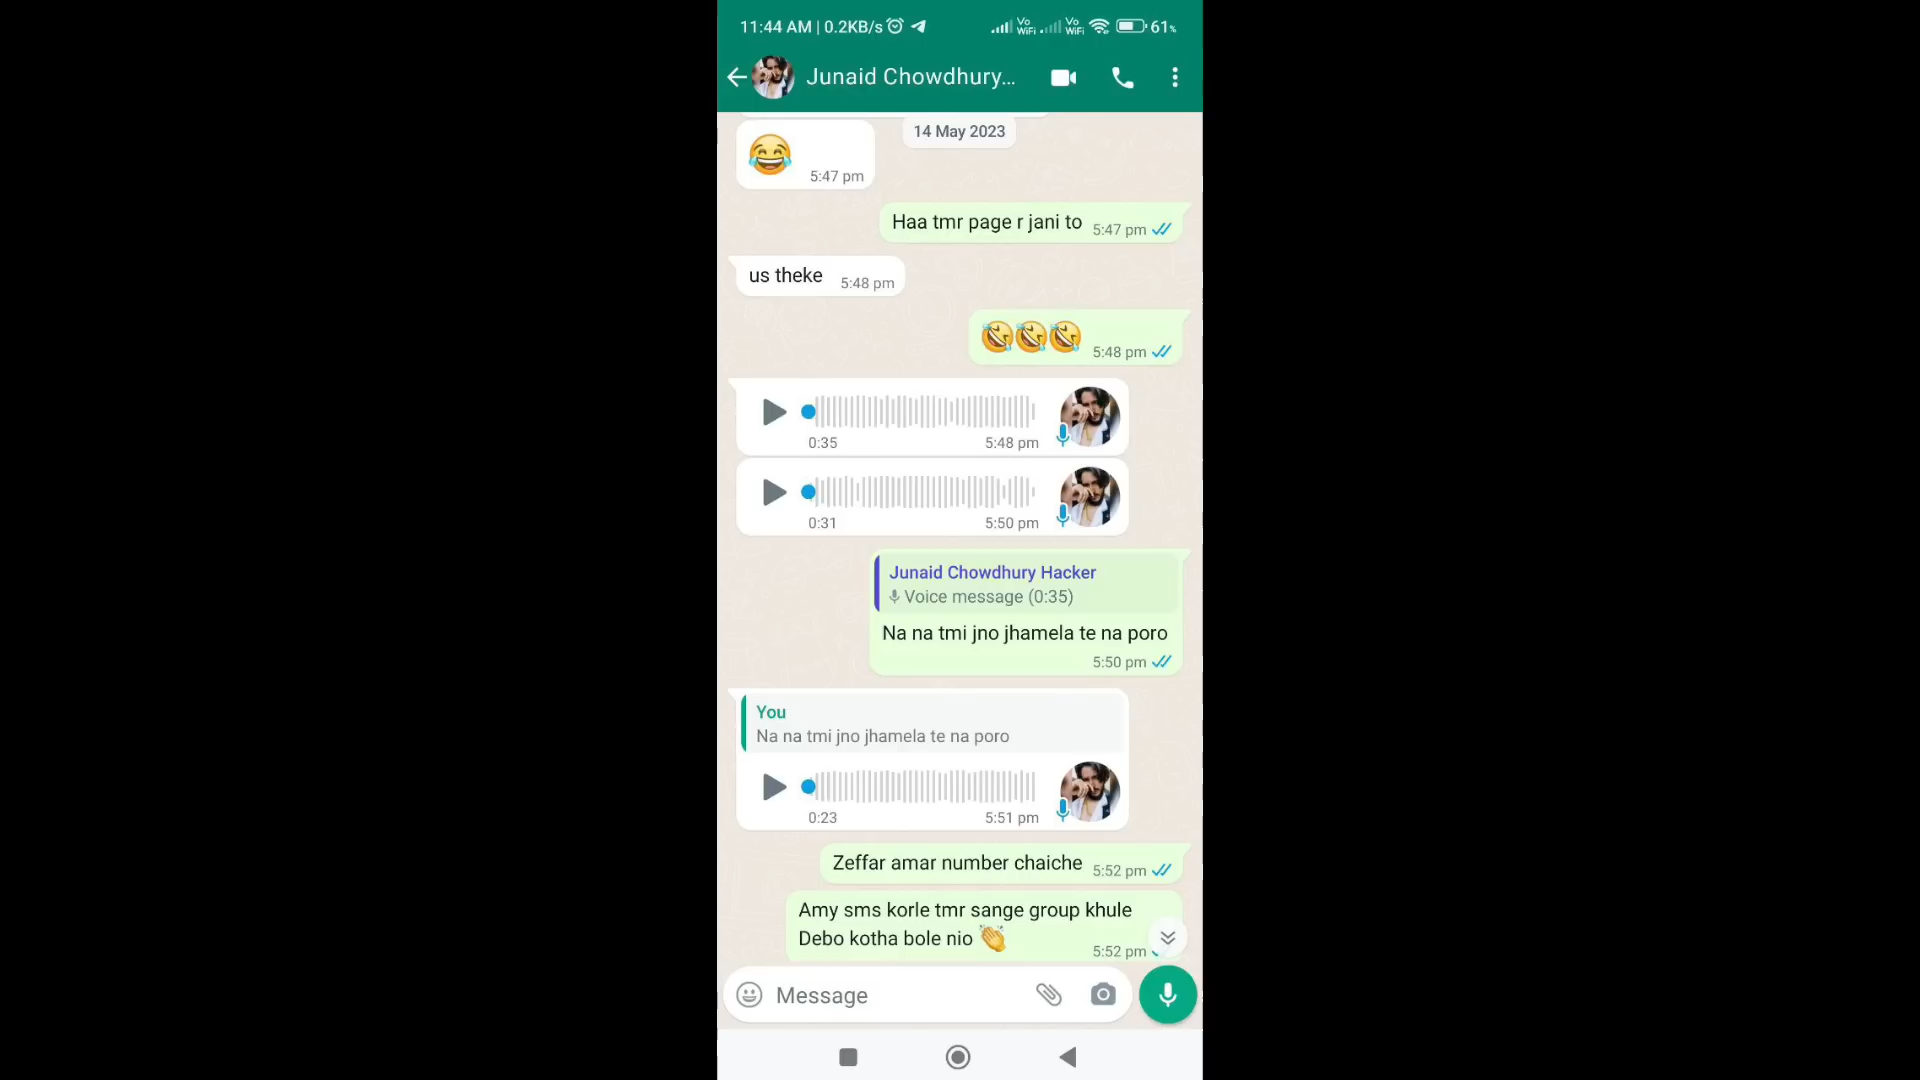 11:44 AM | 0.2KB/s
Vo WiFi Vo WiFi 61%
Junaid Chowdhury...
14 May 2023
5:47 pm
Haa tmr page r jani to 5:47 pm
us theke 5:48 pm
5:48 pm
0:35 5:48 pm
0:31 5:50 pm
Junaid Chowdhury Hacker
Voice message (0:35)
Na na tmi jno jhamela te na poro
5:50 pm
You
Na na tmi jno jhamela te na poro
0:23 5:51 pm
Zeffar amar number chaiche 5:52 pm
Amy sms korle tmr sange group khule
Debo kotha bole nio 👏
5:52 pm
Message